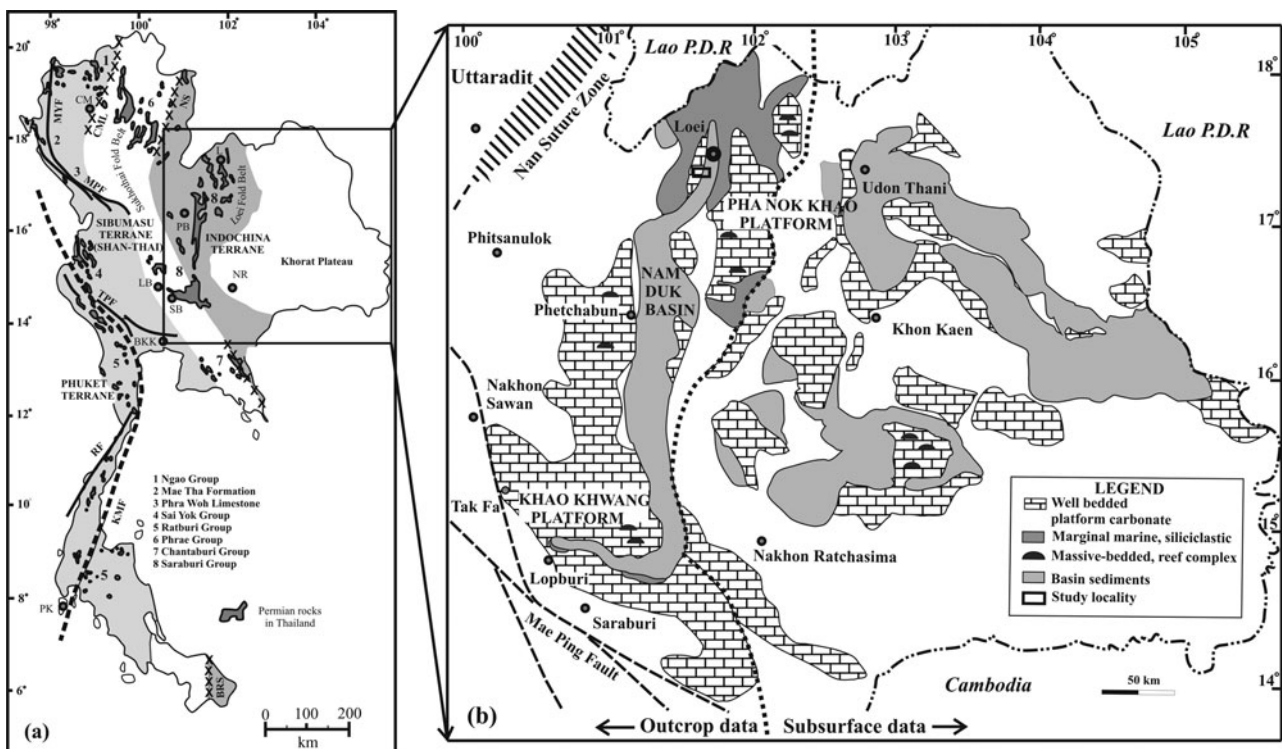 98°
100°
102°
104°
20°
18°
16°
14°
12°
10°
8°
6°
1
6
CM
CML
MYF
NS
2
Sukhothai Fold Belt
3
MPF
L
8
Loei Fold Belt
PB
SIBUMASU
TERRANE
(SHAN-THAI)
INDOCHINA
TERRANE
Khorat Plateau
4
8
LB
NR
SB
TPF
BKK
7
5
PHUKET
TERRANE
RF
KMF
1 Ngao Group
2 Mae Tha Formation
3 Phra Woh Limestone
4 Sai Yok Group
5 Ratburi Group
6 Phrae Group
7 Chantaburi Group
8 Saraburi Group
5
PK
Permian rocks
in Thailand
BRS
(a)
0 100 200
km
100°
101°
102°
103°
104°
105°
18°
17°
16°
15°
14°
Lao P.D.R
Uttaradit
Nan Suture Zone
Loei
Lao P.D.R
Udon Thani
PHA NOK KHAO
PLATFORM
Phitsanulok
NAM
DUK
BASIN
Phetchabun
Khon Kaen
Nakhon
Sawan
Tak Fa
KHAO KHWANG
PLATFORM
Nakhon Ratchasima
Lopburi
Saraburi
Mae Ping Fault
LEGEND
Well bedded
platform carbonate
Marginal marine, siliciclastic
Massive-bedded, reef complex
Basin sediments
Study locality
Cambodia
50 km
(b)
Outcrop data
Subsurface data